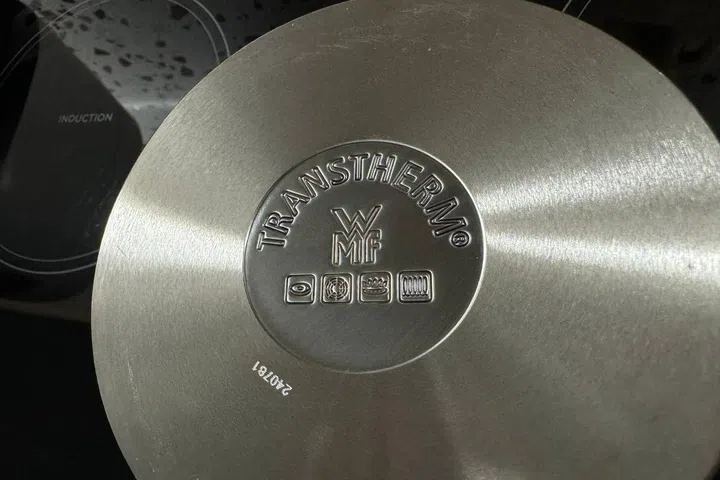 INDUCTION
TRANSTHERM®
WMF
240781